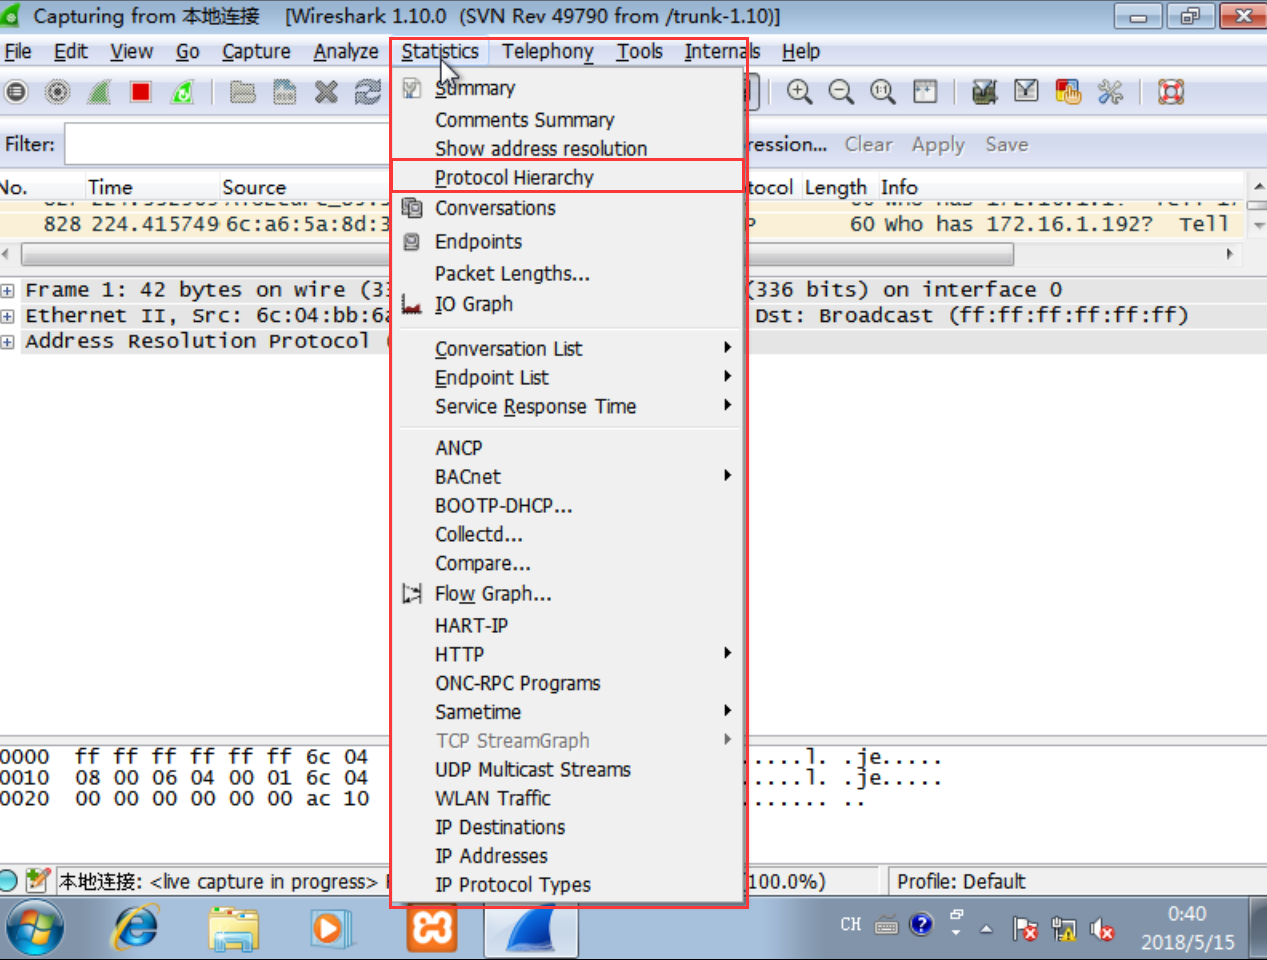 Capturing from 本地连接 [Wireshark 1.10.0 (SVN Rev 49790 from /trunk-1.10)]
File Edit View Go Capture Analyze Statistics Telephony Tools Internals Help
Filter: ression... Clear Apply Save
No. Time Source tocol Length Info
828 224.415749 6c:a6:5a:8d:3 P 60 Who has 172.16.1.192? Tell
Frame 1: 42 bytes on wire (33 (336 bits) on interface 0
Ethernet II, Src: 6c:04:bb:6a Dst: Broadcast (ff:ff:ff:ff:ff:ff)
Address Resolution Protocol (
Summary
Comments Summary
Show address resolution
Protocol Hierarchy
Conversations
Endpoints
Packet Lengths...
IO Graph
Conversation List
Endpoint List
Service Response Time
ANCP
BACnet
BOOTP-DHCP...
Collectd...
Compare...
Flow Graph...
HART-IP
HTTP
ONC-RPC Programs
Sametime
TCP StreamGraph
UDP Multicast Streams
WLAN Traffic
IP Destinations
IP Addresses
IP Protocol Types
0000 ff ff ff ff ff ff 6c 04 .....l. .je.....
0010 08 00 06 04 00 01 6c 04 .....l. .je.....
0020 00 00 00 00 00 00 ac 10 ....... ..
本地连接: <live capture in progress> (100.0%) Profile: Default
CH
0:40
2018/5/15